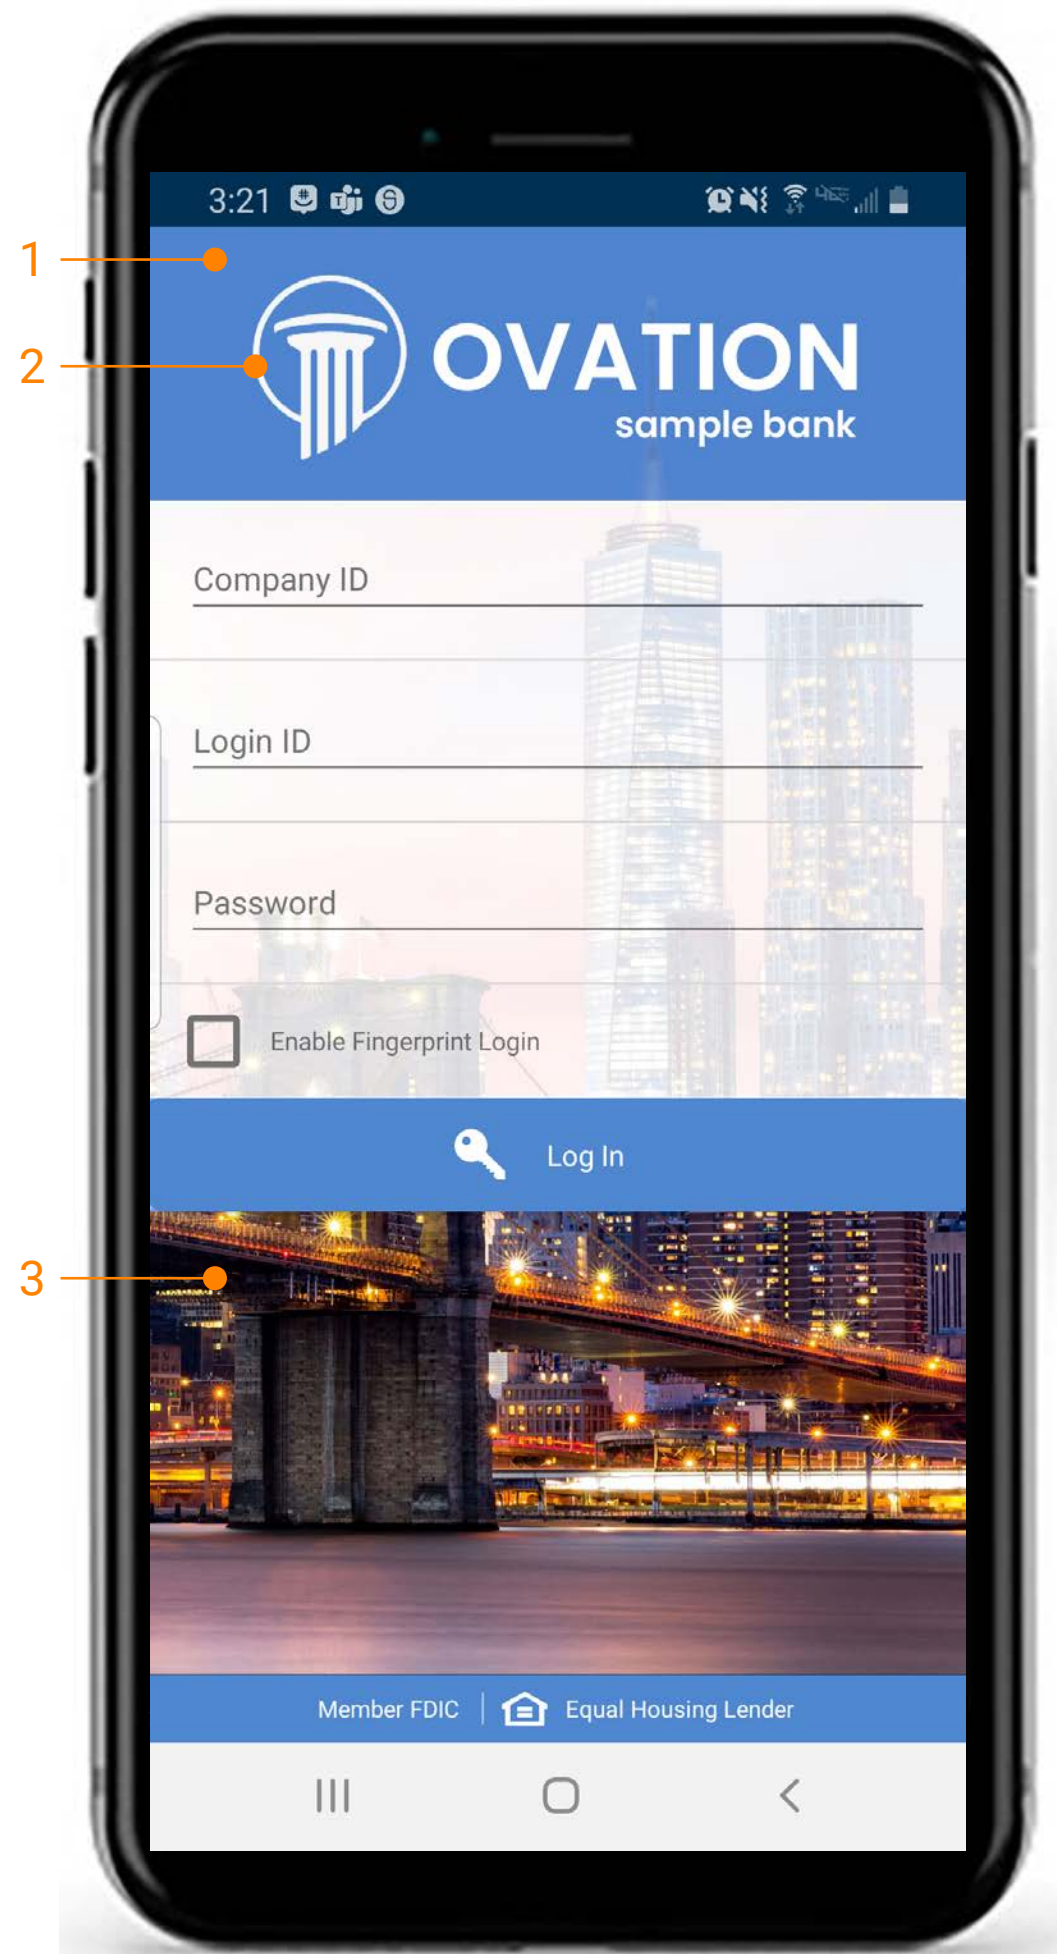 3:21
4G
1
2
OVATION
sample bank
Company ID
Login ID
Password
Enable Fingerprint Login
Log In
3
Member FDIC | Equal Housing Lender